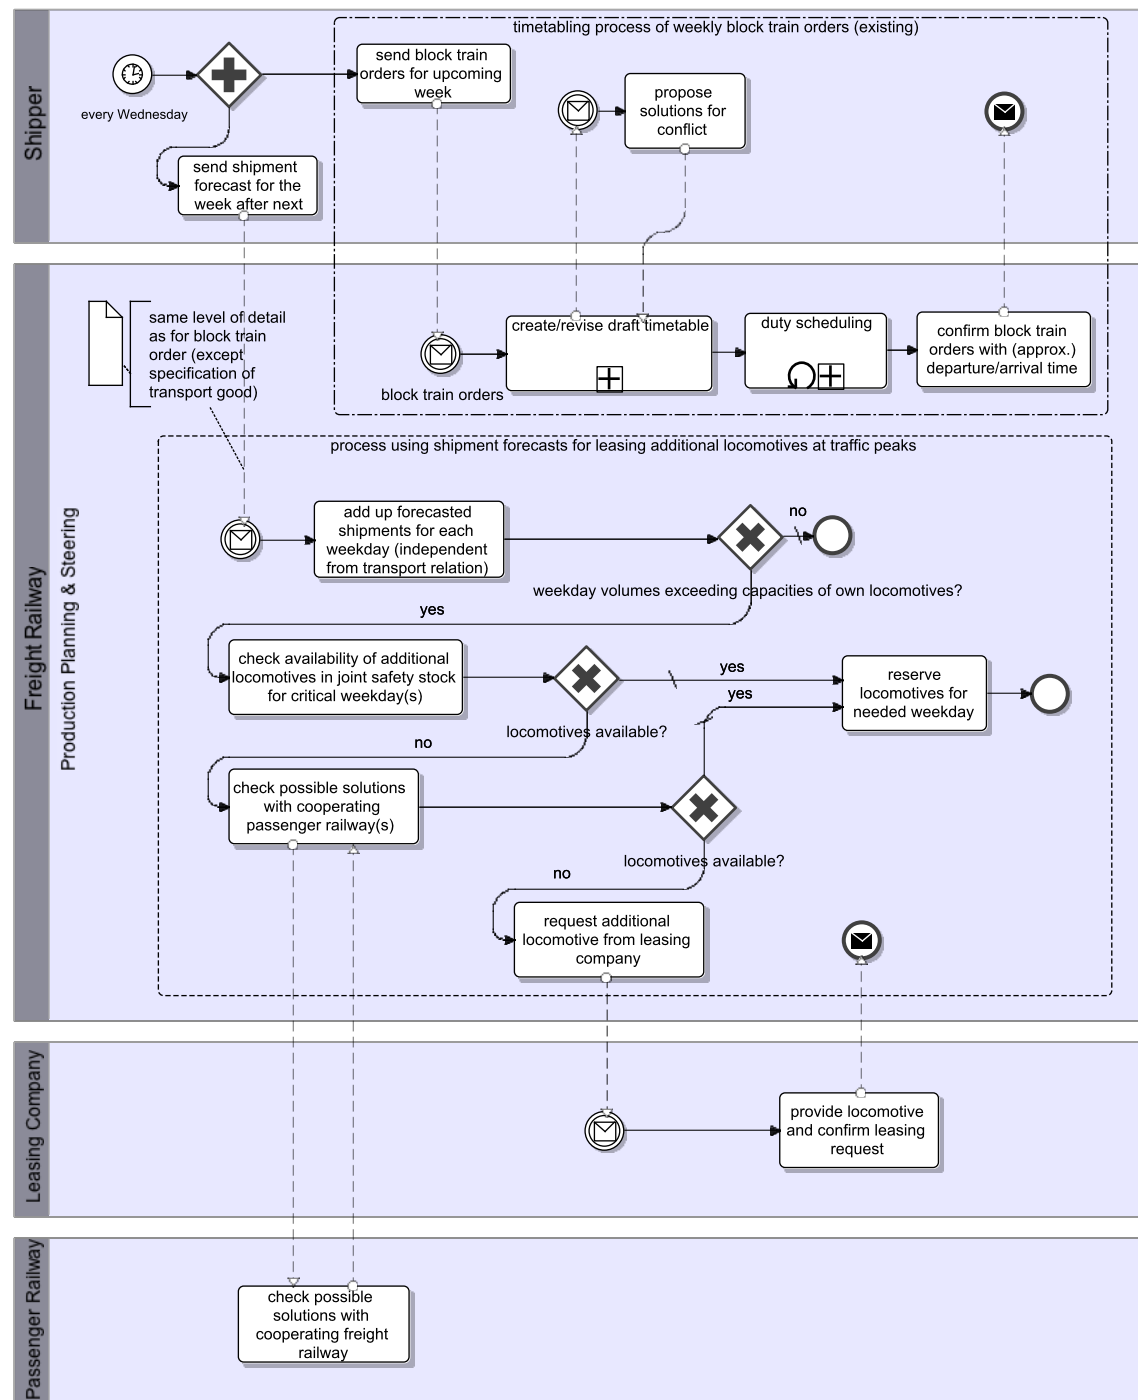 Shipper
timetabling process of weekly block train orders (existing)
every Wednesday
send block train
orders for upcoming
week
propose
solutions for
conflict
send shipment
forecast for the
week after next
Freight Railway
Production Planning & Steering
same level of detail
as for block train
order (except
specification of
transport good)
block train orders
create/revise draft timetable
duty scheduling
confirm block train
orders with (approx.)
departure/arrival time
process using shipment forecasts for leasing additional locomotives at traffic peaks
add up forecasted
shipments for each
weekday (independent
from transport relation)
no
weekday volumes exceeding capacities of own locomotives?
yes
check availability of additional
locomotives in joint safety stock
for critical weekday(s)
locomotives available?
yes
yes
reserve
locomotives for
needed weekday
no
check possible solutions
with cooperating
passenger railway(s)
locomotives available?
no
request additional
locomotive from leasing
company
Leasing Company
provide locomotive
and confirm leasing
request
Passenger Railway
check possible
solutions with
cooperating freight
railway